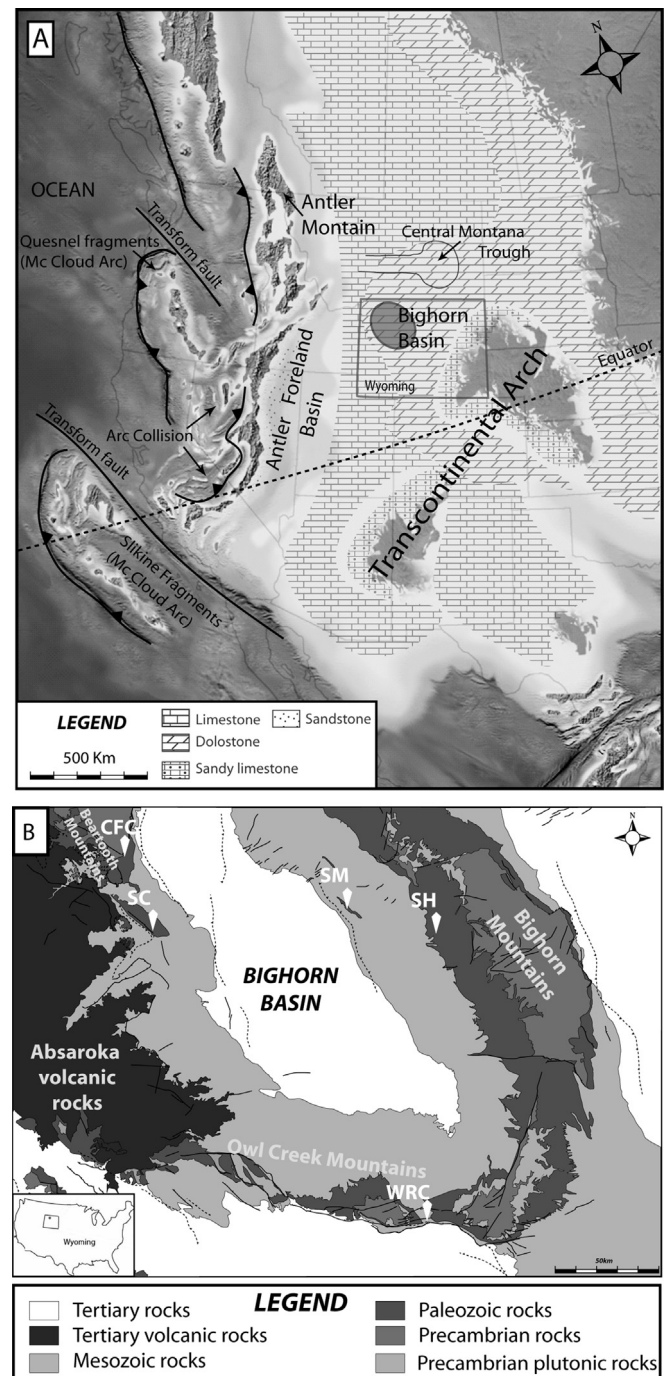 A
N
OCEAN
Antler
Montain
Transform fault
Quesnel fragments
(Mc Cloud Arc)
Central Montana
Trough
Bighorn
Basin
Wyoming
Equator
Antler Foreland
Basin
Arc Collision
Transcontinental Arch
Transform fault
Slikine Fragments
(Mc Cloud Arc)
LEGEND
500 Km
Limestone
Sandstone
Dolostone
Sandy limestone
B
N
Beartooth
Mountains
CFC
SC
SM
SH
Bighorn
Mountains
BIGHORN
BASIN
Absaroka
volcanic
rocks
Owl Creek Mountains
WRC
Wyoming
50km
LEGEND
Tertiary rocks
Paleozoic rocks
Tertiary volcanic rocks
Precambrian rocks
Mesozoic rocks
Precambrian plutonic rocks